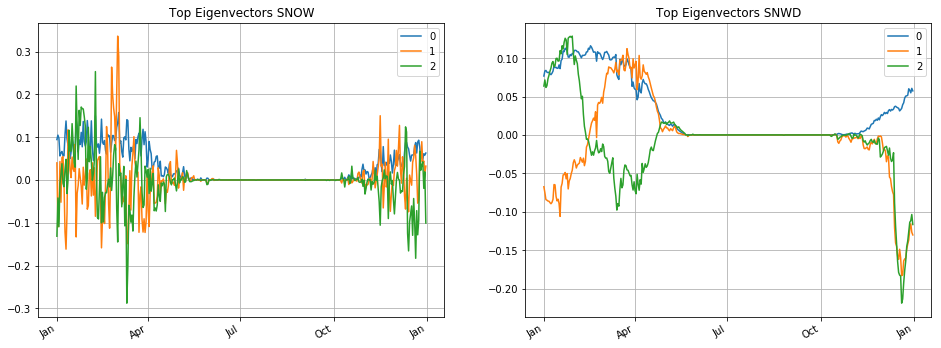 Top Eigenvectors SNOW
0
1
2
0.3
0.2
0.1
0.0
−0.1
−0.2
−0.3
Jan
Apr
Jul
Oct
Jan
Top Eigenvectors SNWD
0
1
2
0.10
0.05
0.00
−0.05
−0.10
−0.15
−0.20
Jan
Apr
Jul
Oct
Jan